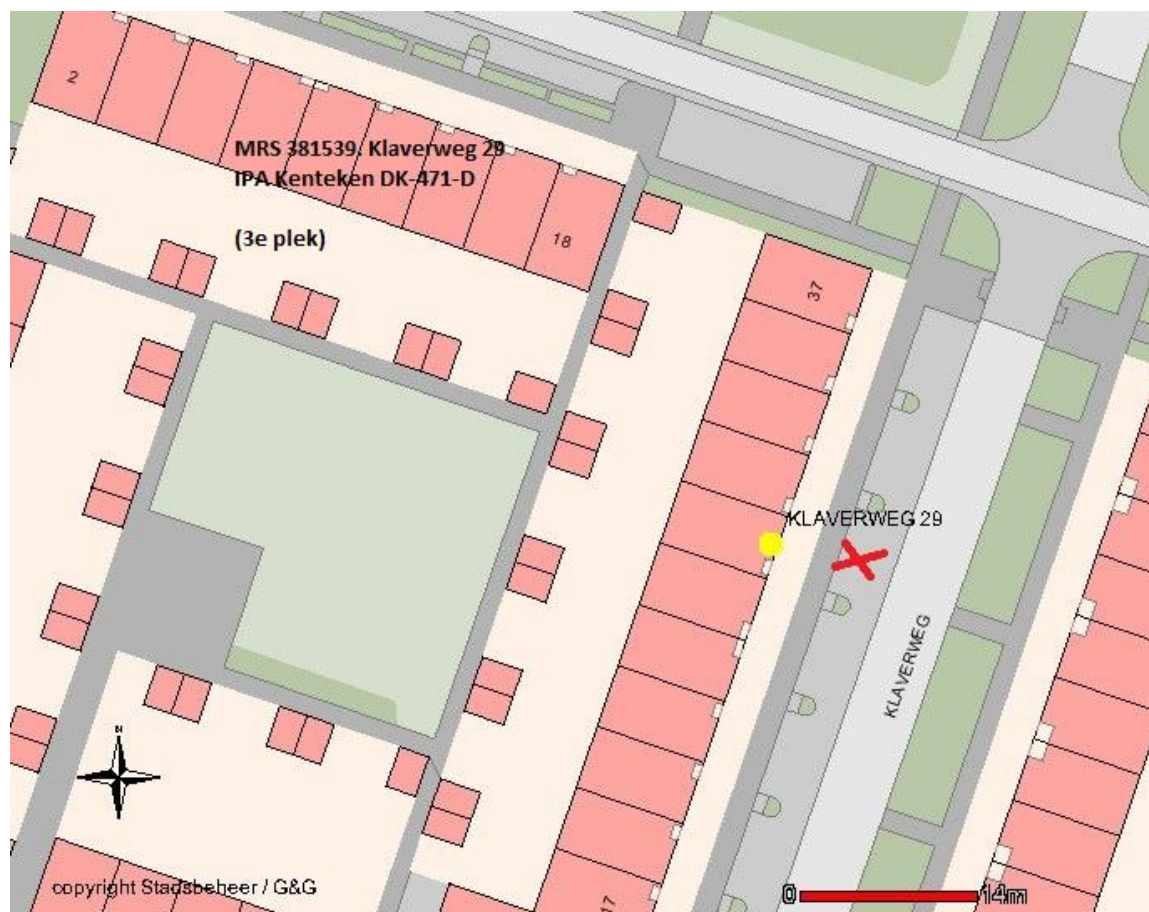 2
MRS 381539. Klaverweg 29
IPA Kenteken DK-471-D
(3e plek)
18
37
KLAVERWEG 29
KLAVERWEG
N
copyright Stadsbeheer / G&G
17
0 14m